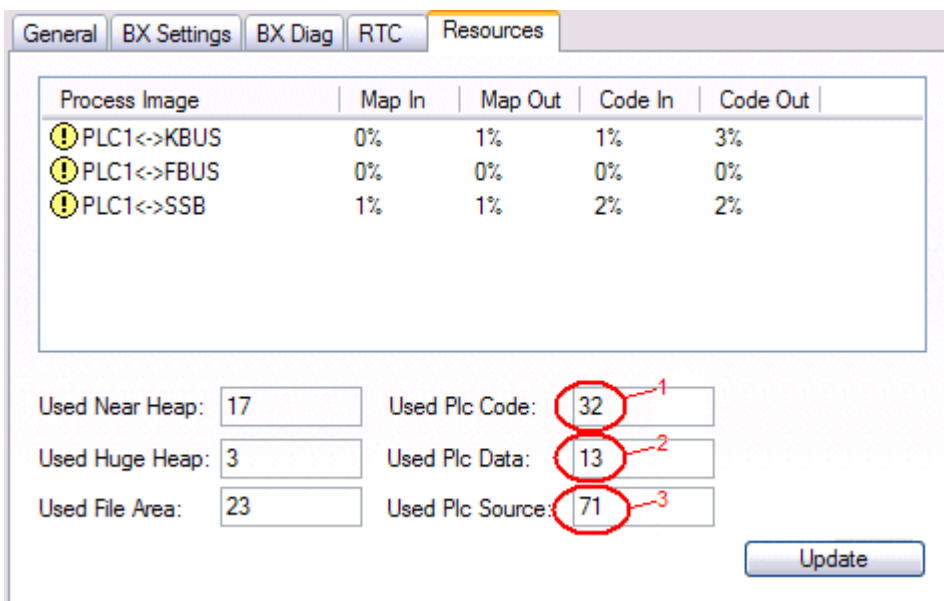 General BX Settings BX Diag RTC Resources
Process Image Map In Map Out Code In Code Out
PLC1<->KBUS 0% 1% 1% 3%
PLC1<->FBUS 0% 0% 0% 0%
PLC1<->SSB 1% 1% 2% 2%
Used Near Heap: 17 Used Plc Code: 32 1
Used Huge Heap: 3 Used Plc Data: 13 2
Used File Area: 23 Used Plc Source: 71 3
Update